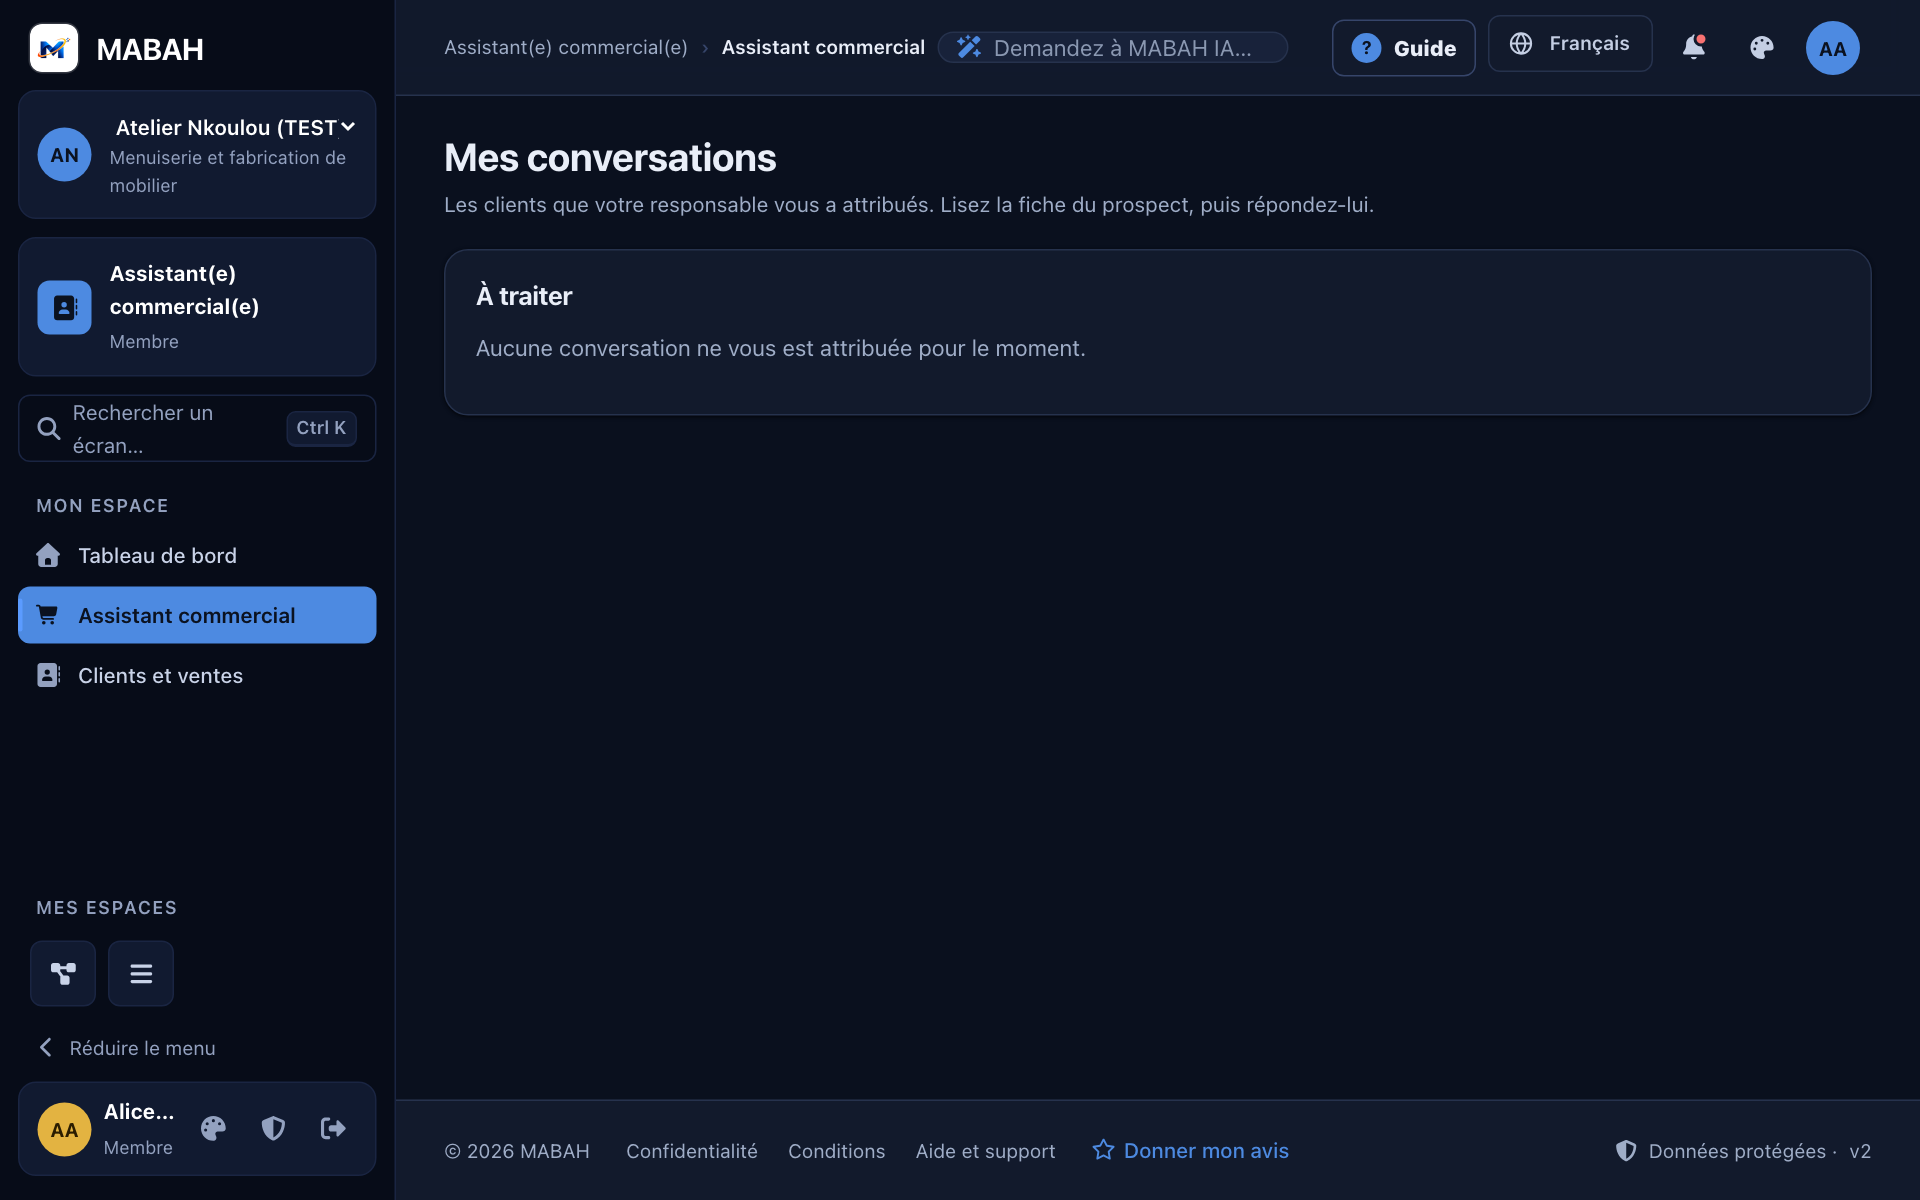 MABAH
Atelier Nkoulou (TEST
AN
Menuiserie et fabrication de
mobilier
Assistant(e)
commercial(e)
Membre
Rechercher un
écran...
Ctrl K
MON ESPACE
Tableau de bord
Assistant commercial
Clients et ventes
MES ESPACES
Réduire le menu
AA
Alice...
Membre
Assistant(e) commercial(e) › Assistant commercial
Demandez à MABAH IA...
? Guide
Français
AA
Mes conversations
Les clients que votre responsable vous a attribués. Lisez la fiche du prospect, puis répondez-lui.
À traiter
Aucune conversation ne vous est attribuée pour le moment.
© 2026 MABAH
Confidentialité
Conditions
Aide et support
Donner mon avis
Données protégées · v2